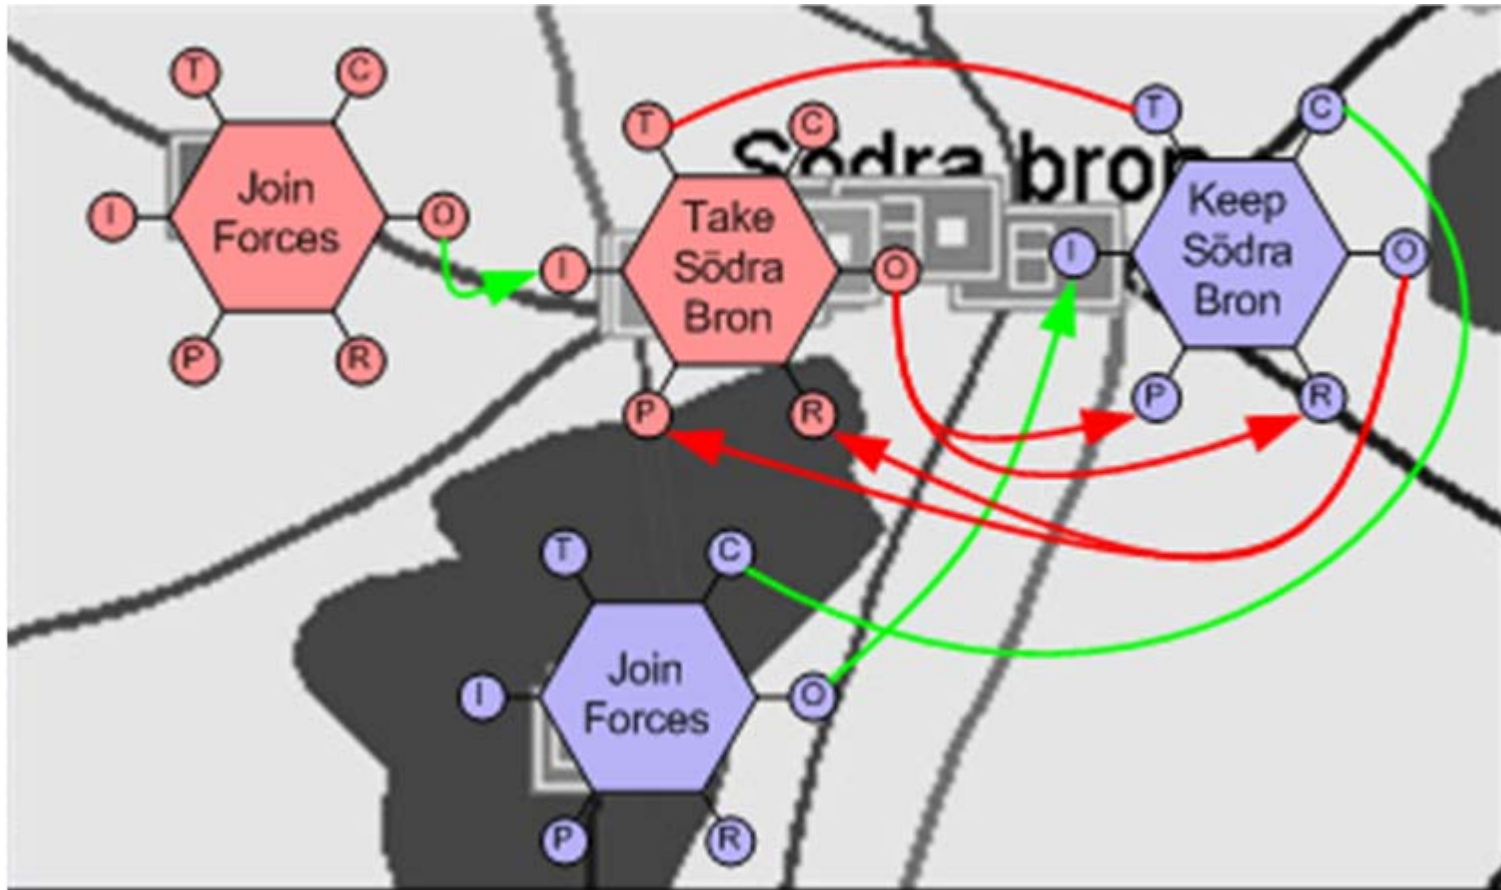 T
C
Join
Forces
I
O
P
R
T
C
Take
Södra
Bron
I
O
P
R
Södra bron
T
C
Keep
Södra
Bron
I
O
P
R
T
C
Join
Forces
I
O
P
R